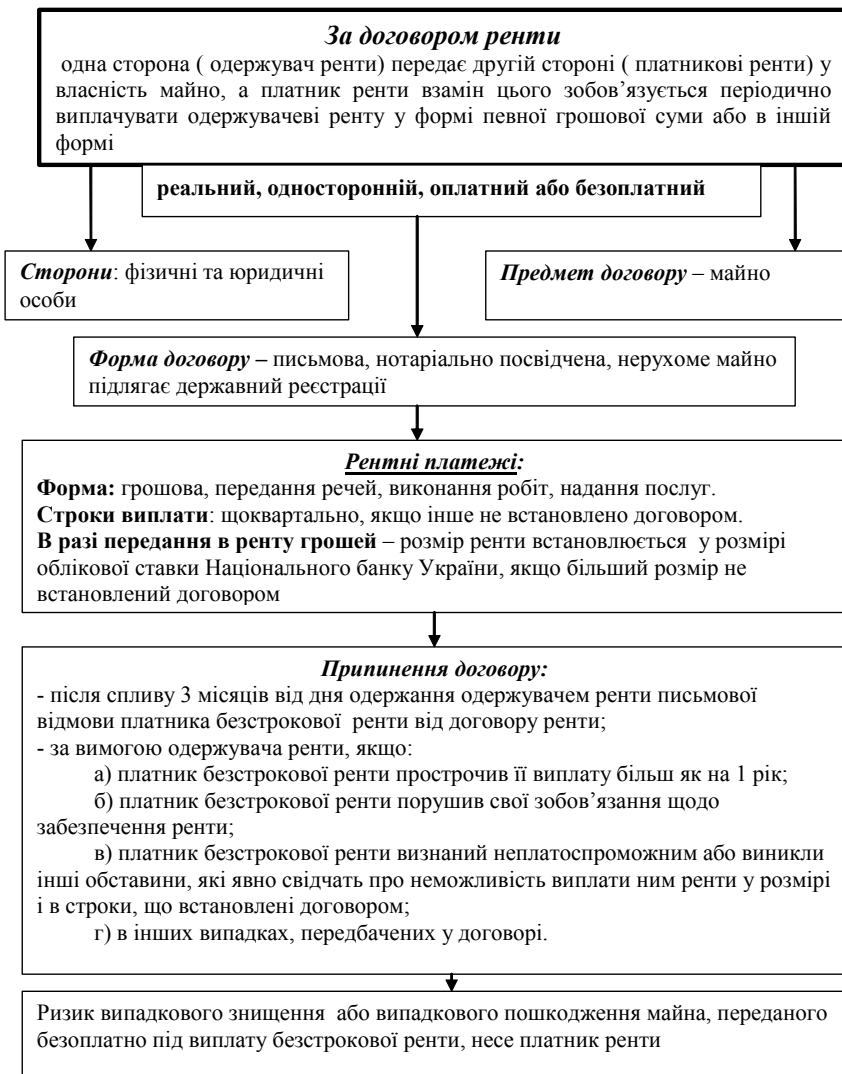 За договором ренти
одна сторона ( одержувач ренти) передає другій стороні ( платникові ренти) у
власність майно, а платник ренти взамін цього зобов’язується періодично
виплачувати одержувачеві ренту у формі певної грошової суми або в іншій
формі
реальний, односторонній, оплатний або безоплатний
Сторони: фізичні та юридичні
особи
Предмет договору – майно
Форма договору – письмова, нотаріально посвідчена, нерухоме майно
підлягає державний реєстрації
Рентні платежі:
Форма: грошова, передання речей, виконання робіт, надання послуг.
Строки виплати: щоквартально, якщо інше не встановлено договором.
В разі передання в ренту грошей – розмір ренти встановлюється у розмірі
облікової ставки Національного банку України, якщо більший розмір не
встановлений договором
Припинення договору:
- після спливу 3 місяців від дня одержання одержувачем ренти письмової
відмови платника безстрокової ренти від договору ренти;
- за вимогою одержувача ренти, якщо:
а) платник безстрокової ренти прострочив її виплату більш як на 1 рік;
б) платник безстрокової ренти порушив свої зобов’язання щодо
забезпечення ренти;
в) платник безстрокової ренти визнаний неплатоспроможним або виникли
інші обставини, які явно свідчать про неможливість виплати ним ренти у розмірі
і в строки, що встановлені договором;
г) в інших випадках, передбачених у договорі.
Ризик випадкового знищення або випадкового пошкодження майна, переданого
безоплатно під виплату безстрокової ренти, несе платник ренти